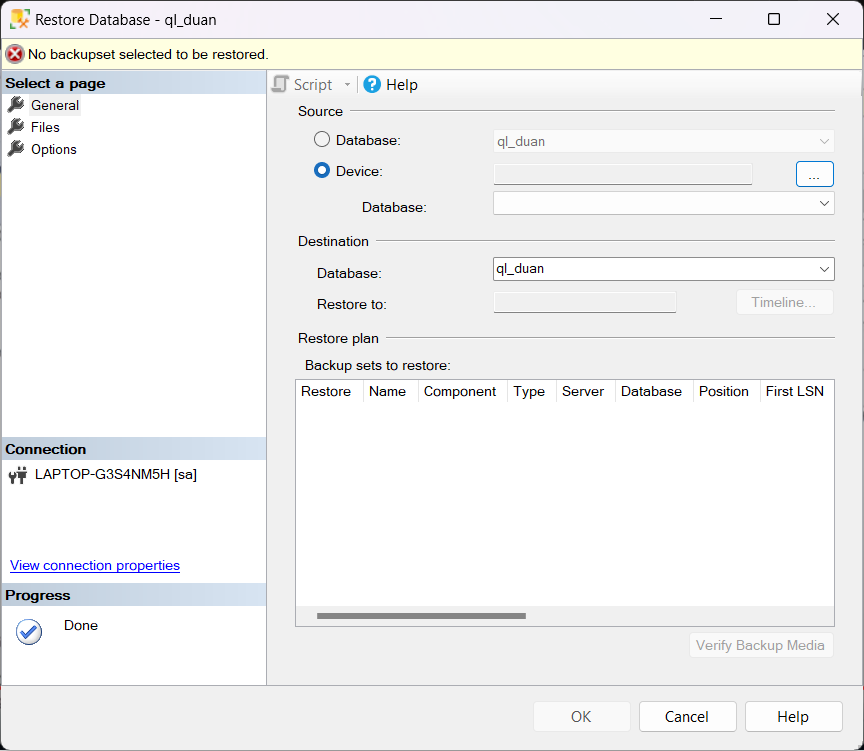 Restore Database - ql_duan
No backupset selected to be restored.
Select a page
General
Files
Options
Script
Help
Source
Database: ql_duan
Device: ...
Database:
Destination
Database: ql_duan
Restore to: Timeline...
Restore plan
Backup sets to restore:
Restore Name Component Type Server Database Position First LSN
Connection
LAPTOP-G3S4NM5H [sa]
View connection properties
Progress
Done
Verify Backup Media
OK Cancel Help